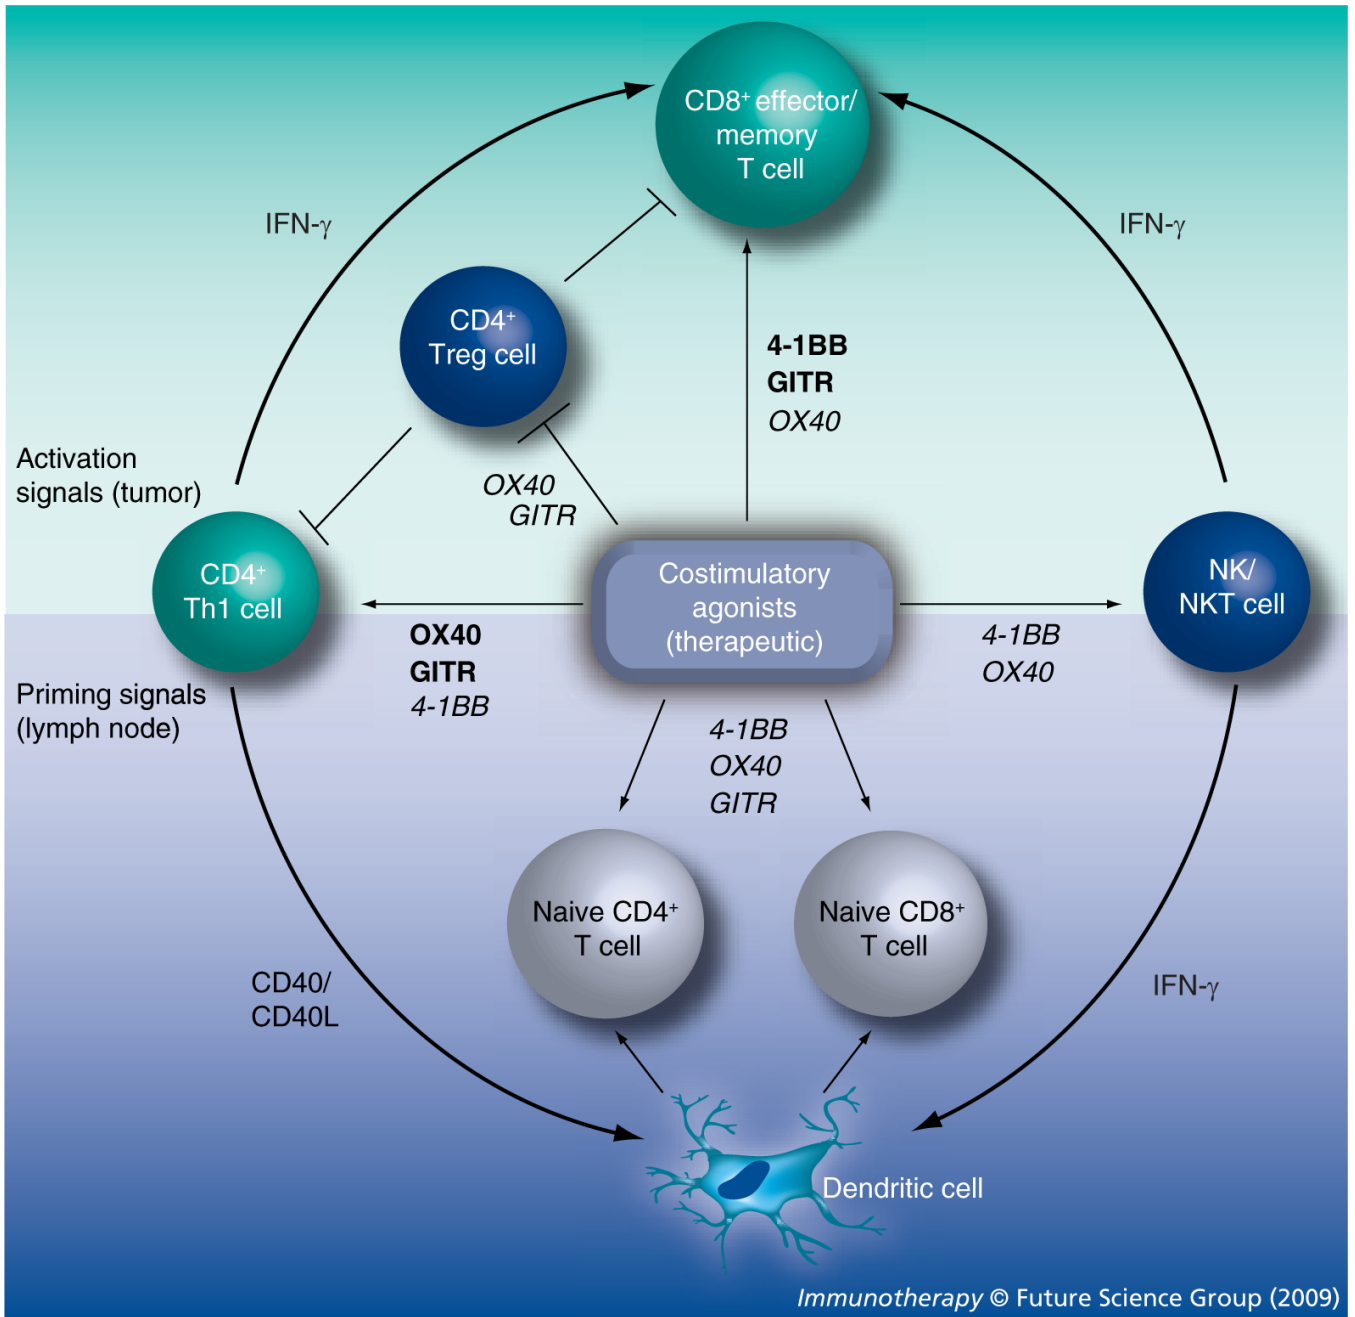 CD8⁺ effector/
memory
T cell
IFN-γ
IFN-γ
CD4⁺
Treg cell
4-1BB
GITR
OX40
Activation
signals (tumor)
OX40
GITR
CD4⁺
Th1 cell
Costimulatory
agonists
(therapeutic)
NK/
NKT cell
OX40
GITR
4-1BB
4-1BB
OX40
Priming signals
(lymph node)
4-1BB
OX40
GITR
Naive CD4⁺
T cell
Naive CD8⁺
T cell
CD40/
CD40L
IFN-γ
Dendritic cell
Immunotherapy © Future Science Group (2009)